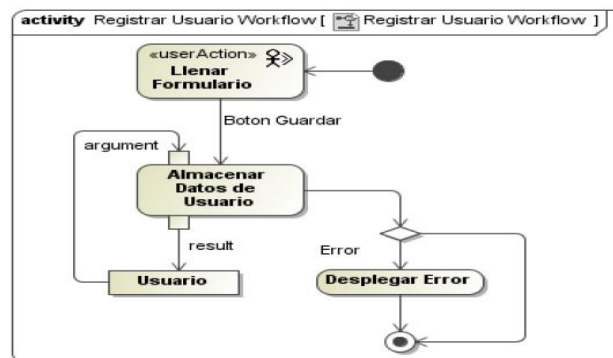 activity Registrar Usuario Workflow [ Registrar Usuario Workflow ]
«userAction»
Llenar
Formulario
Boton Guardar
argument
Almacenar
Datos de
Usuario
result
Usuario
Error
Desplegar Error